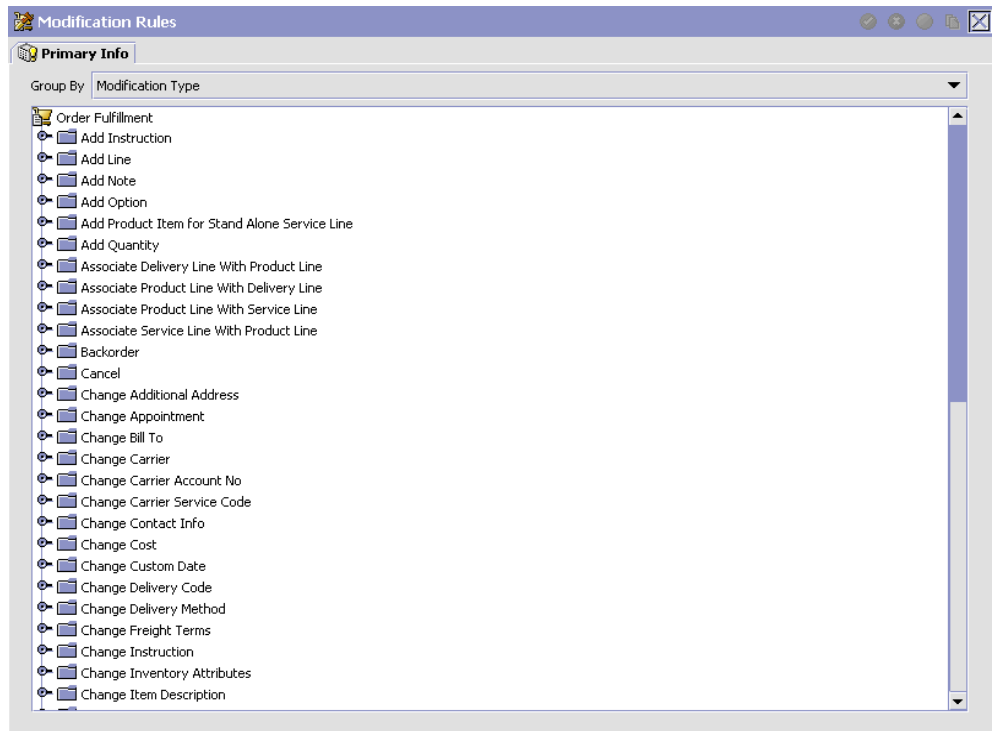 Modification Rules
Primary Info
Group By Modification Type
Order Fulfillment
Add Instruction
Add Line
Add Note
Add Option
Add Product Item for Stand Alone Service Line
Add Quantity
Associate Delivery Line With Product Line
Associate Product Line With Delivery Line
Associate Product Line With Service Line
Associate Service Line With Product Line
Backorder
Cancel
Change Additional Address
Change Appointment
Change Bill To
Change Carrier
Change Carrier Account No
Change Carrier Service Code
Change Contact Info
Change Cost
Change Custom Date
Change Delivery Code
Change Delivery Method
Change Freight Terms
Change Instruction
Change Inventory Attributes
Change Item Description